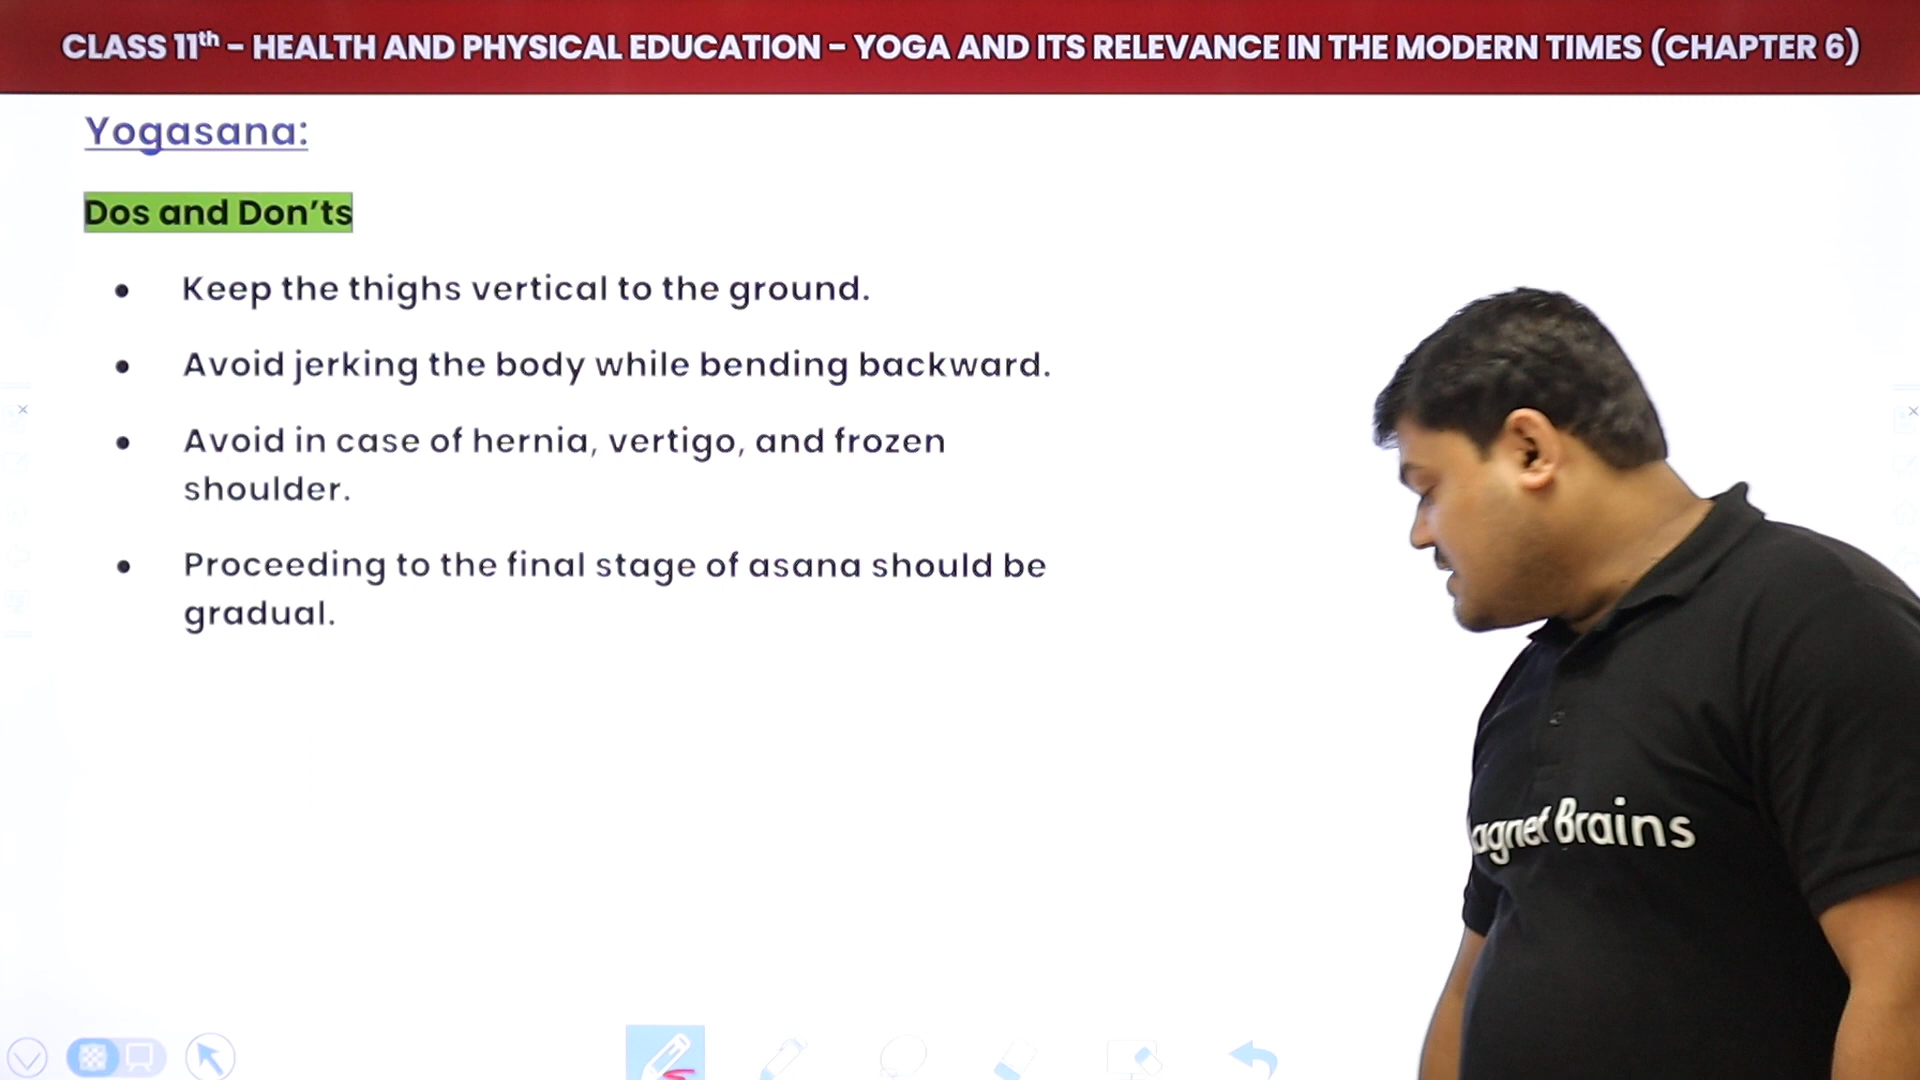 CLASS 11th – HEALTH AND PHYSICAL EDUCATION – YOGA AND ITS RELEVANCE IN THE MODERN TIMES (CHAPTER 6)
Yogasana:
Dos and Don’ts
• Keep the thighs vertical to the ground.
• Avoid jerking the body while bending backward.
• Avoid in case of hernia, vertigo, and frozen
shoulder.
• Proceeding to the final stage of asana should be
gradual.
agnet Brains